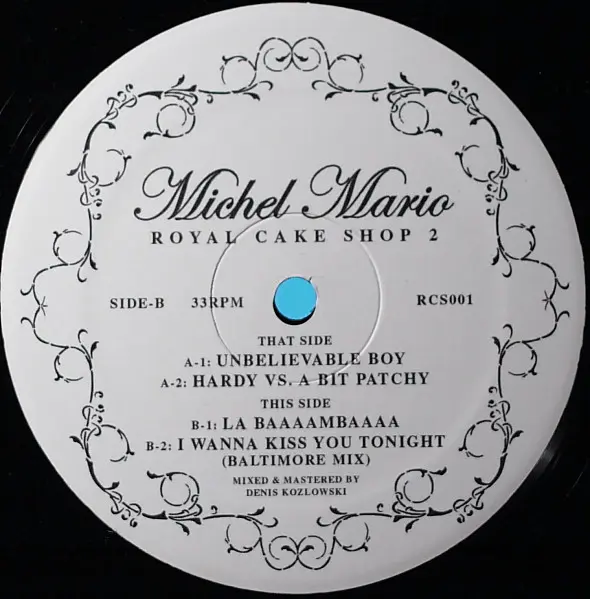 Michel Mario
ROYAL CAKE SHOP 2
SIDE-B 33RPM RCS001
THAT SIDE
A-1: UNBELIEVABLE BOY
A-2: HARDY VS. A BIT PATCHY
THIS SIDE
B-1: LA BAAAAMBAAAA
B-2: I WANNA KISS YOU TONIGHT
(BALTIMORE MIX)
MIXED & MASTERED BY
DENIS KOZLOWSKI